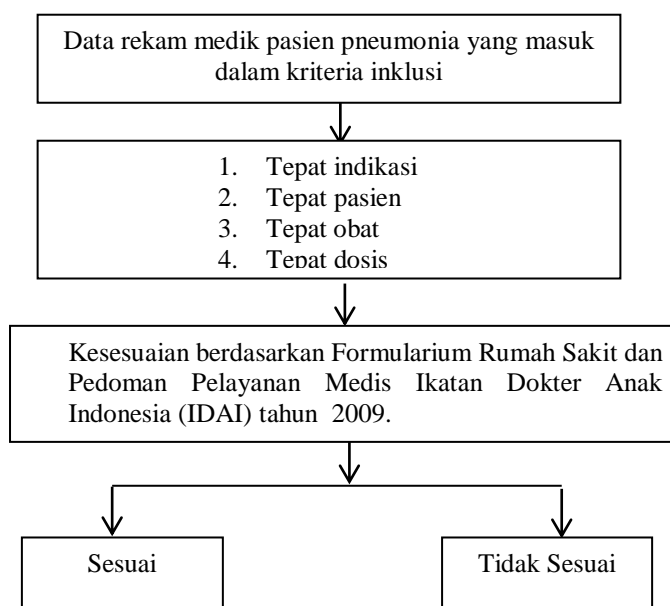 Data rekam medik pasien pneumonia yang masuk
dalam kriteria inklusi
1. Tepat indikasi
2. Tepat pasien
3. Tepat obat
4. Tepat dosis
Kesesuaian berdasarkan Formularium Rumah Sakit dan
Pedoman Pelayanan Medis Ikatan Dokter Anak
Indonesia (IDAI) tahun 2009.
Sesuai
Tidak Sesuai